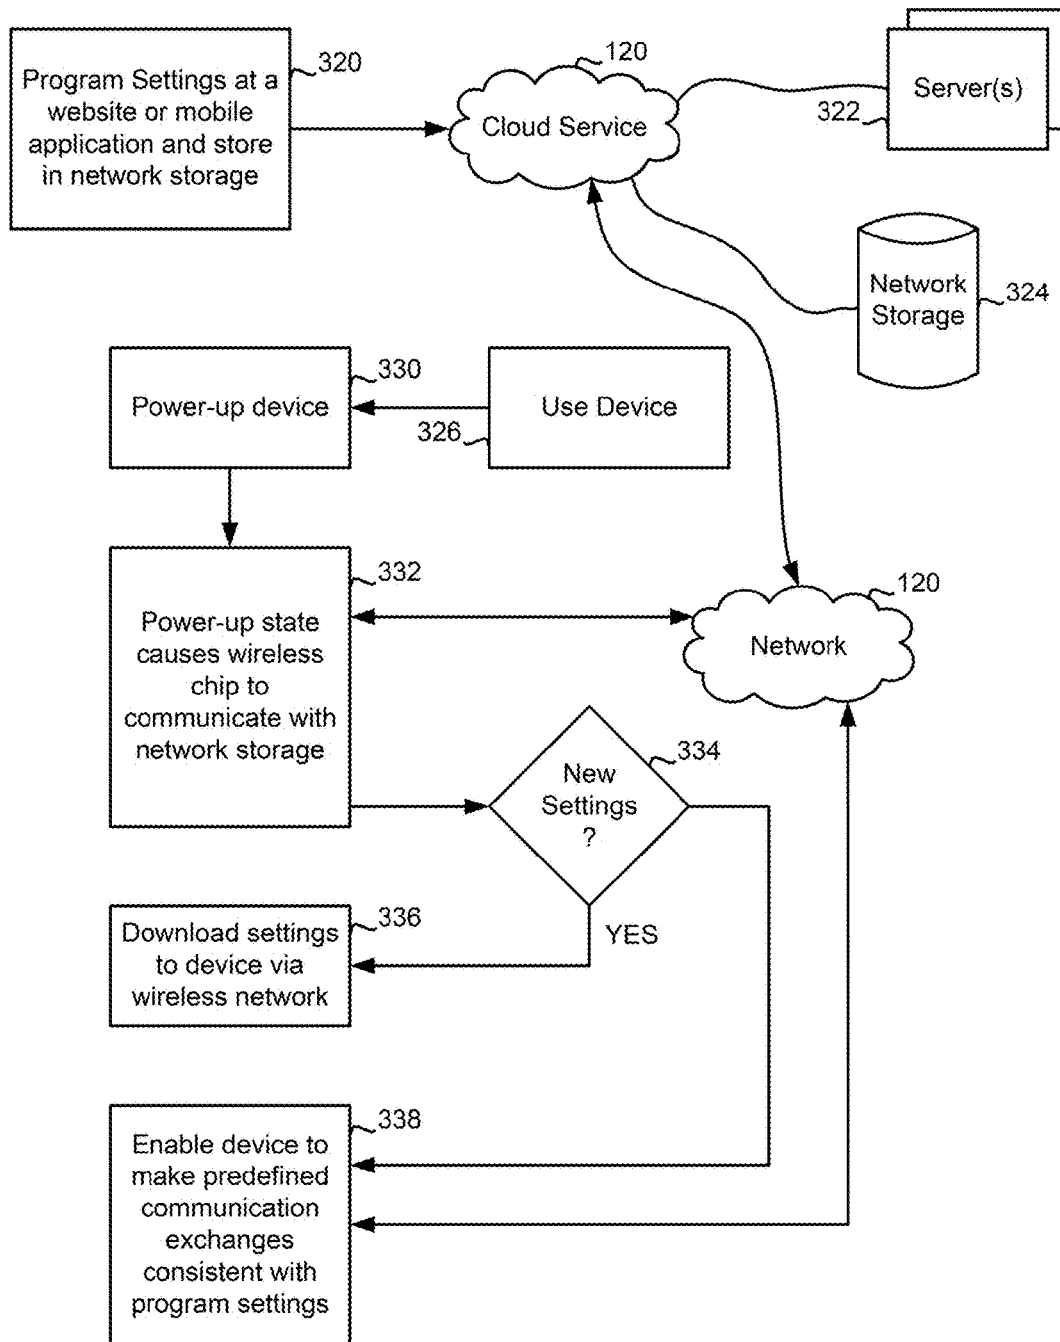 320
Program Settings at a
website or mobile
application and store
in network storage
120
Cloud Service
Server(s)
322
Network
Storage
324
330
Power-up device
Use Device
326
332
Power-up state
causes wireless
chip to
communicate with
network storage
120
Network
334
New
Settings
?
YES
336
Download settings
to device via
wireless network
338
Enable device to
make predefined
communication
exchanges
consistent with
program settings